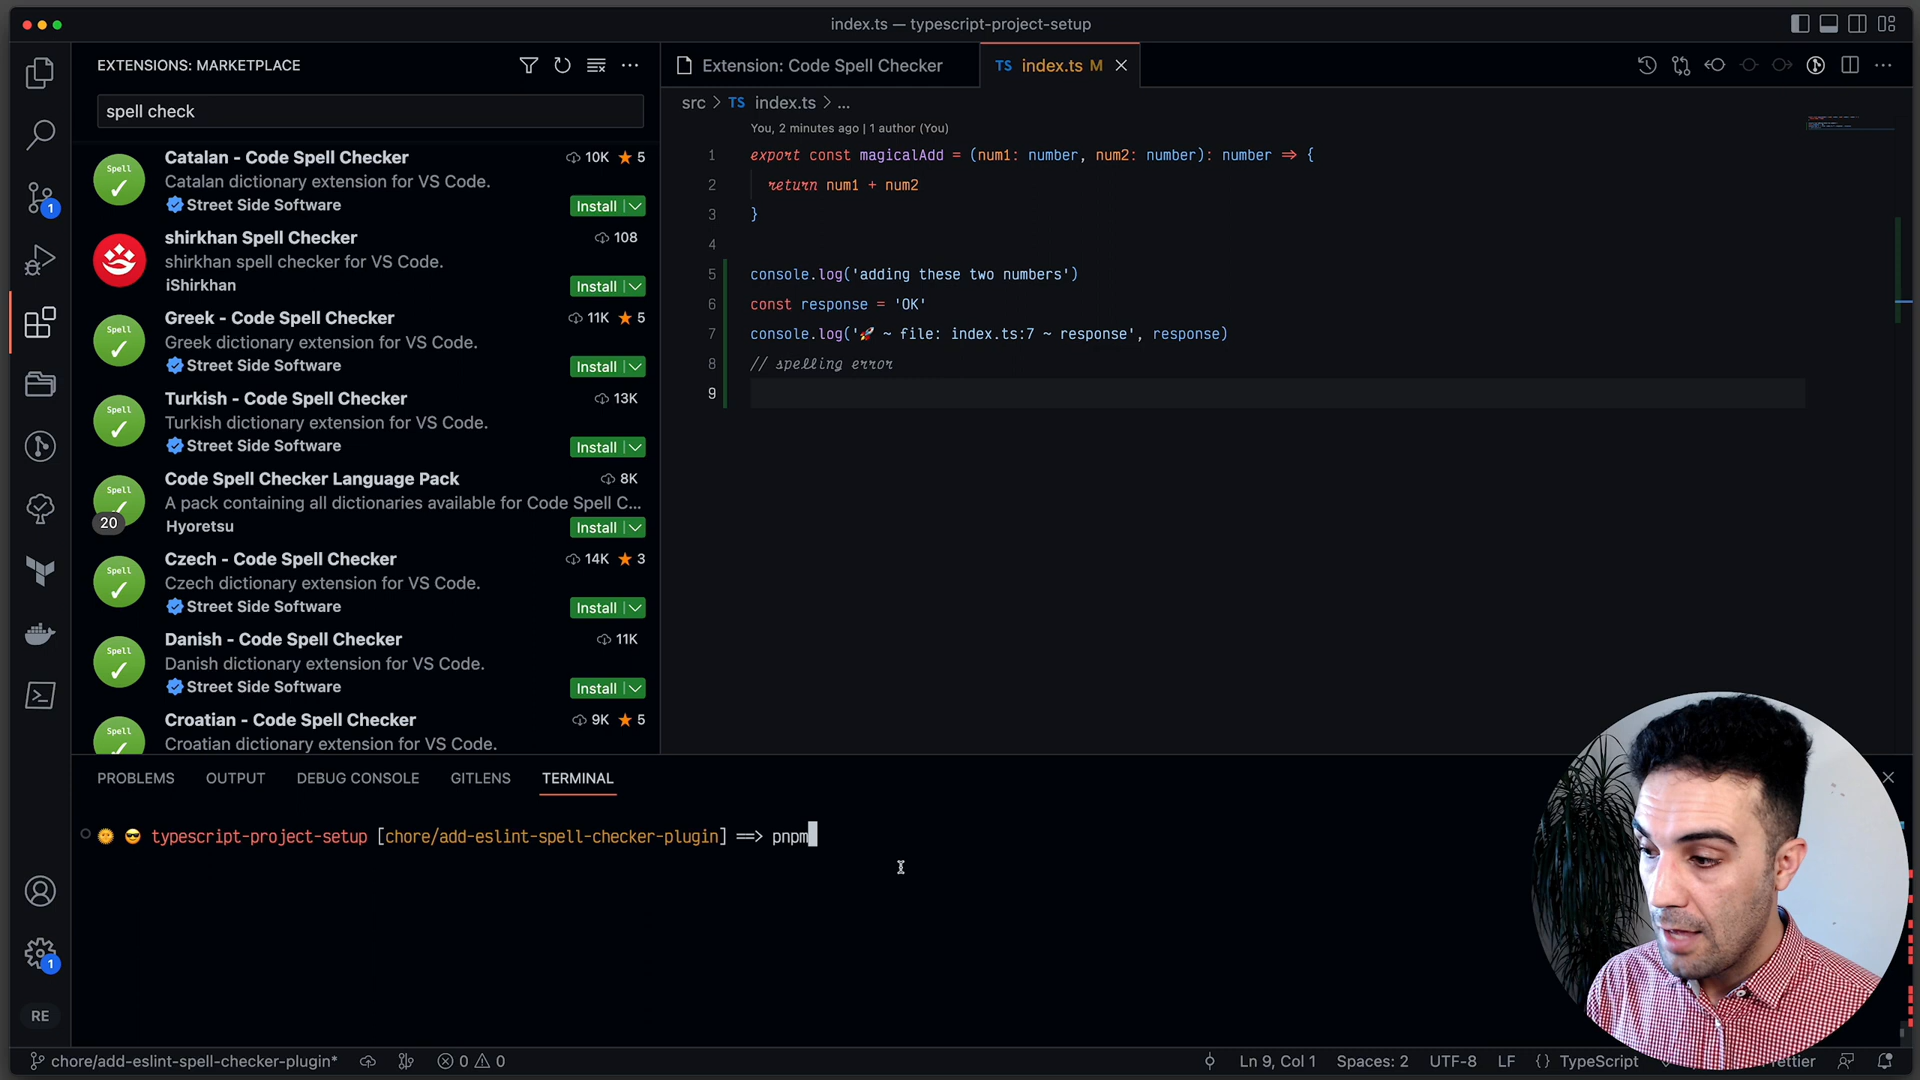 index.ts — typescript-project-setup
EXTENSIONS: MARKETPLACE
spell check
Catalan - Code Spell Checker 10K ★ 5
Catalan dictionary extension for VS Code.
Street Side Software Install
shirkhan Spell Checker 108
shirkhan spell checker for VS Code.
iShirkhan Install
Greek - Code Spell Checker 11K ★ 5
Greek dictionary extension for VS Code.
Street Side Software Install
Turkish - Code Spell Checker 13K
Turkish dictionary extension for VS Code.
Street Side Software Install
Code Spell Checker Language Pack 8K
A pack containing all dictionaries available for Code Spell C...
20 Hyoretsu Install
Czech - Code Spell Checker 14K ★ 3
Czech dictionary extension for VS Code.
Street Side Software Install
Danish - Code Spell Checker 11K
Danish dictionary extension for VS Code.
Street Side Software Install
Croatian - Code Spell Checker 9K ★ 5
Croatian dictionary extension for VS Code.
Spell
Spell
Spell
Spell
Spell
Spell
Spell
1
1
RE
Extension: Code Spell Checker TS index.ts M
src > TS index.ts > ...
You, 2 minutes ago | 1 author (You)
1 export const magicalAdd = (num1: number, num2: number): number => {
2 return num1 + num2
3 }
4
5 console.log('adding these two numbers')
6 const response = 'OK'
7 console.log('🚀 ~ file: index.ts:7 ~ response', response)
8 // spelling error
9
PROBLEMS OUTPUT DEBUG CONSOLE GITLENS TERMINAL
🌞 😎 typescript-project-setup [chore/add-eslint-spell-checker-plugin] ==> pnpm
chore/add-eslint-spell-checker-plugin* 0 0 Ln 9, Col 1 Spaces: 2 UTF-8 LF {} TypeScript